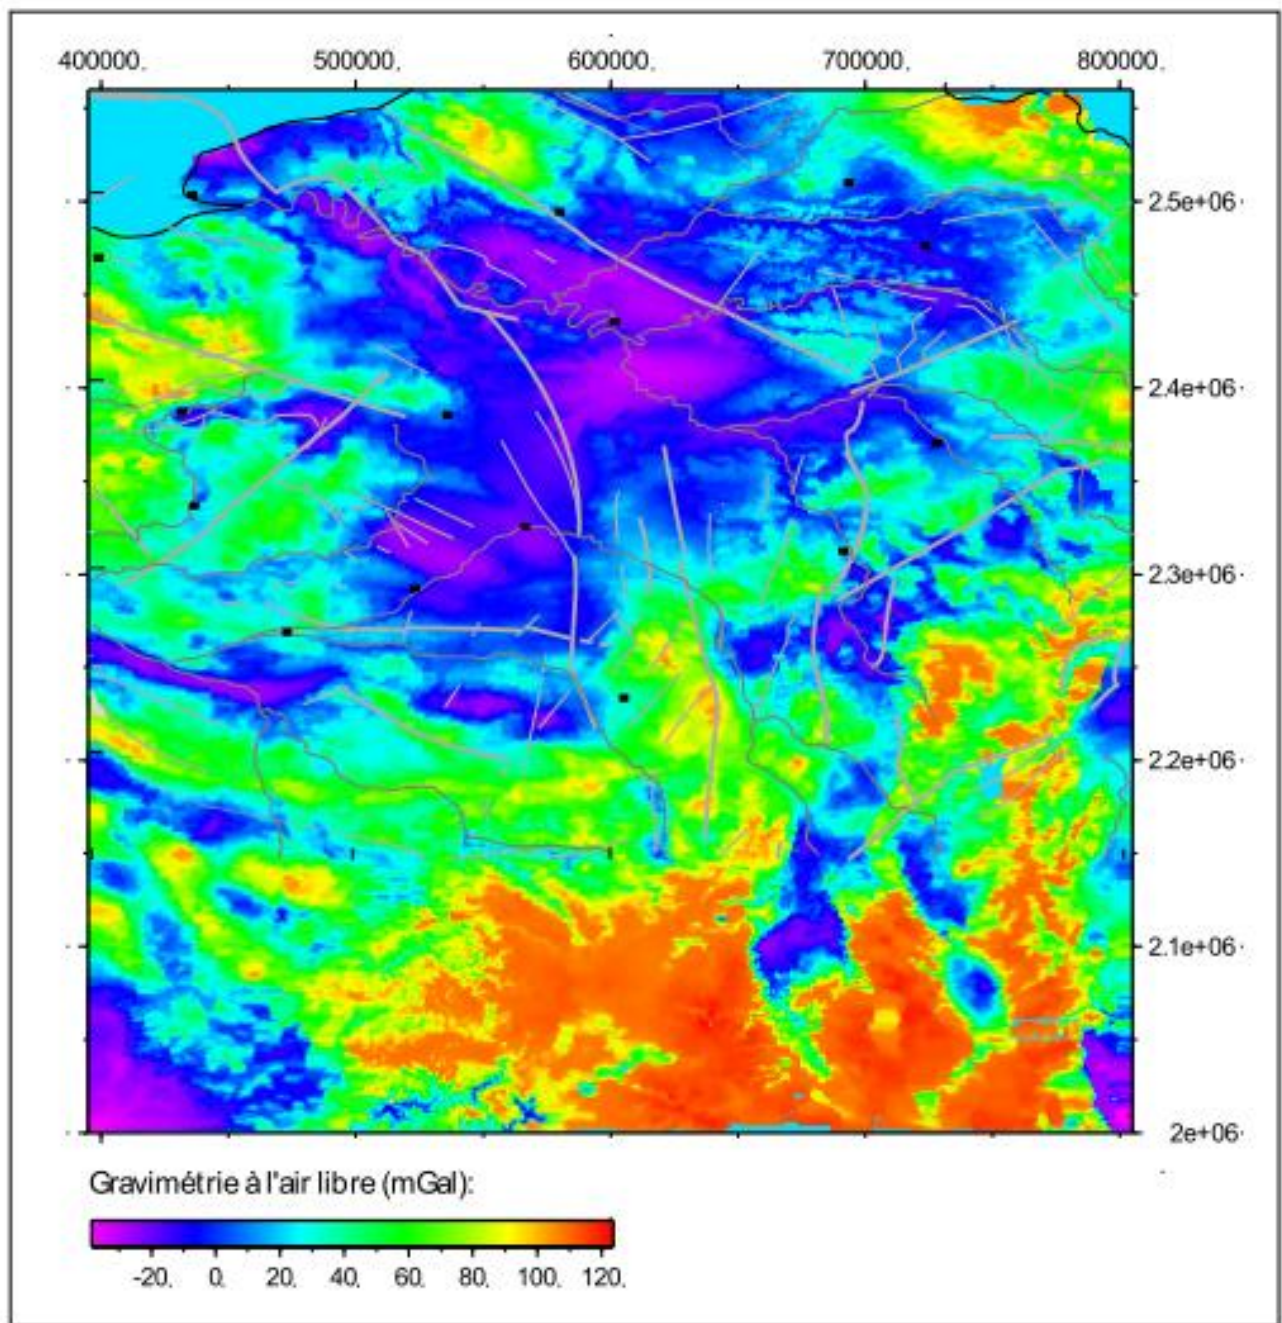 400000. 500000. 600000. 700000. 800000.
2.5e+06
2.4e+06
2.3e+06
2.2e+06
2.1e+06
2e+06
Gravimétrie à l'air libre (mGal):
-20. 0. 20. 40. 60. 80. 100. 120.